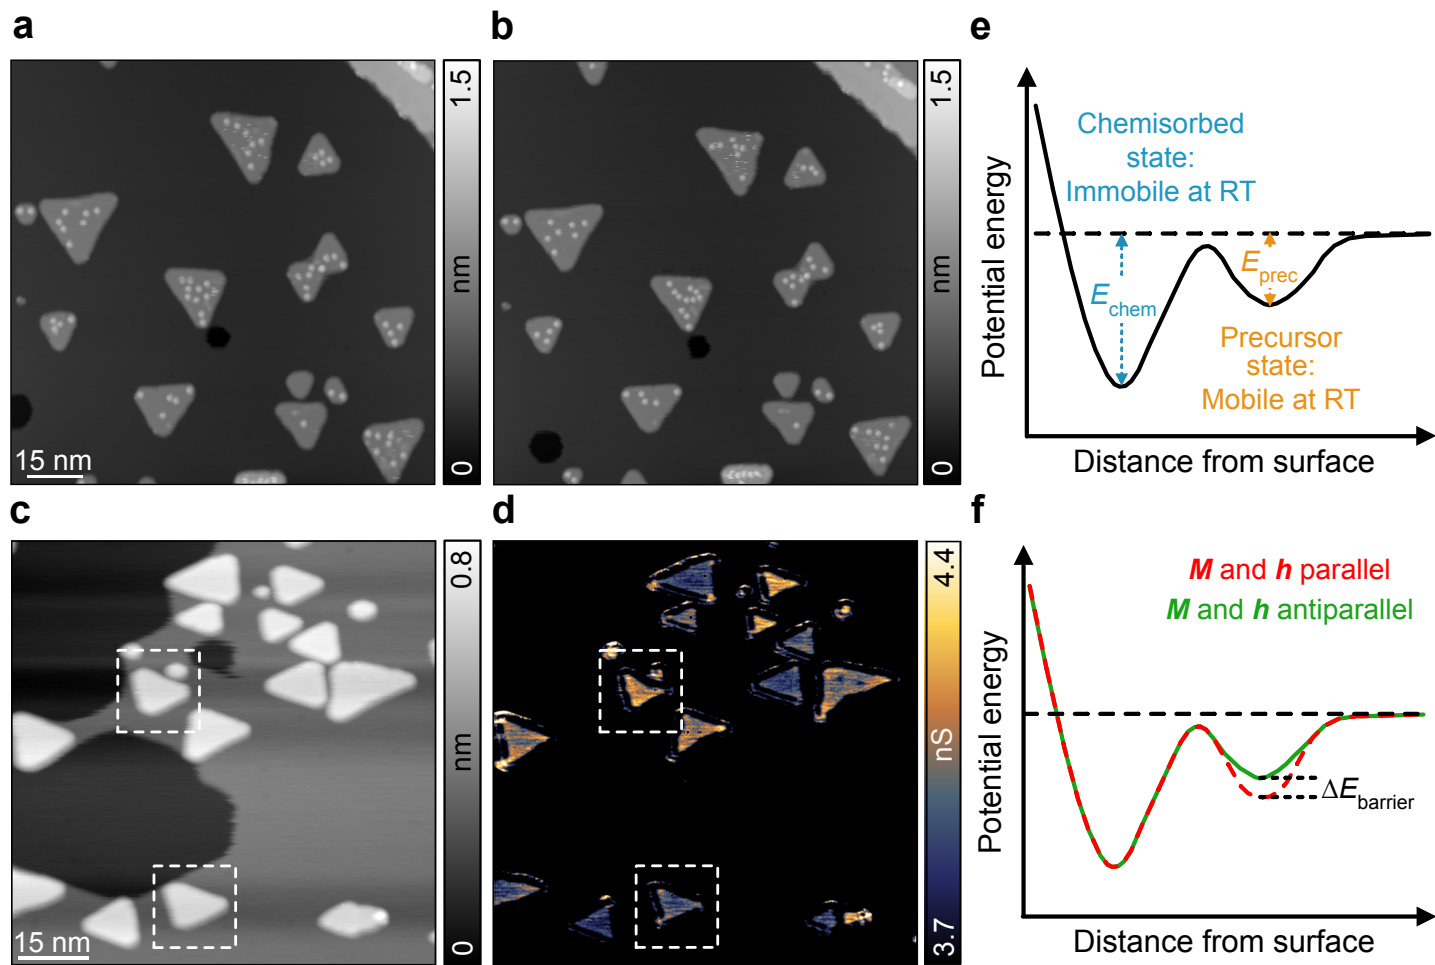 a
1.5
nm
0
15 nm
b
1.5
nm
0
e
Potential energy
Chemisorbed
state:
Immobile at RT
E chem
E prec
Precursor
state:
Mobile at RT
Distance from surface
c
0.8
nm
0
15 nm
d
4.4
nS
3.7
f
Potential energy
M and h parallel
M and h antiparallel
ΔE barrier
Distance from surface